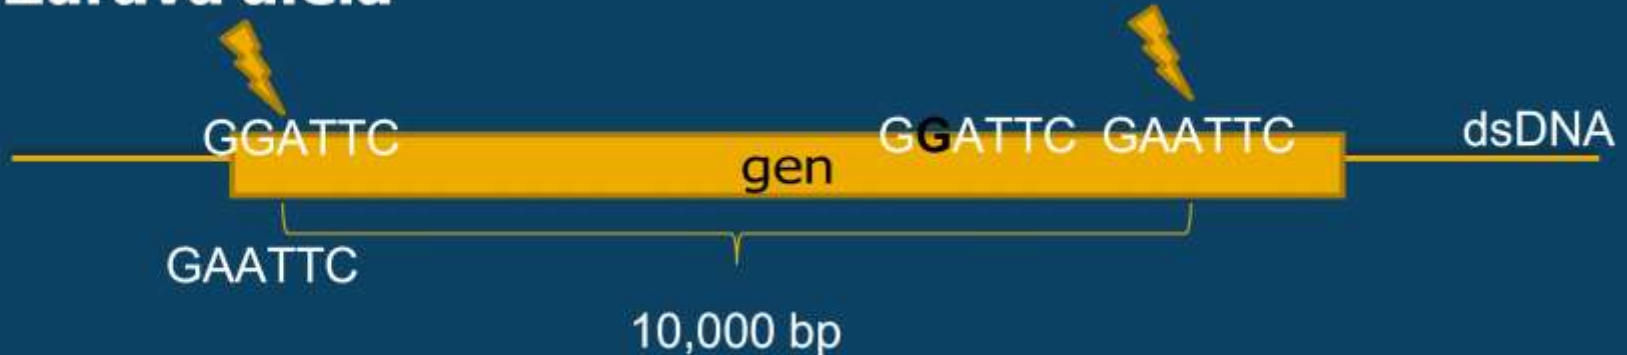 GGATTC
GGATTC GAATTC
dsDNA
gen
GAATTC
10,000 bp